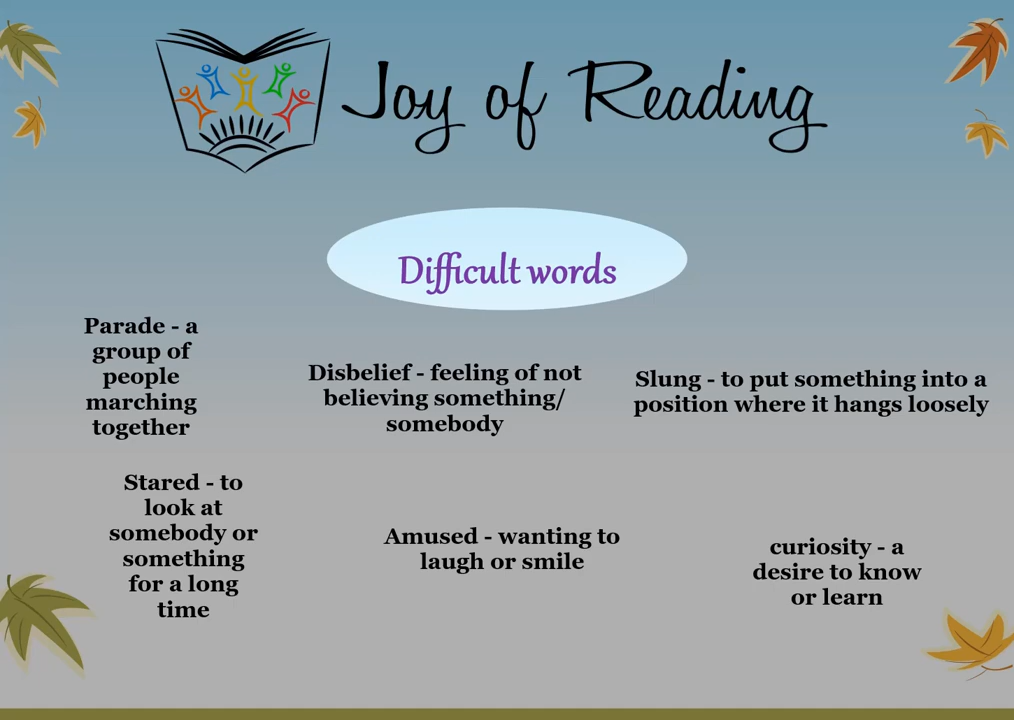 Joy of Reading
Difficult words
Parade - a
group of
people
marching
together
Disbelief - feeling of not
believing something/
somebody
Slung - to put something into a
position where it hangs loosely
Stared - to
look at
somebody or
something
for a long
time
Amused - wanting to
laugh or smile
curiosity - a
desire to know
or learn